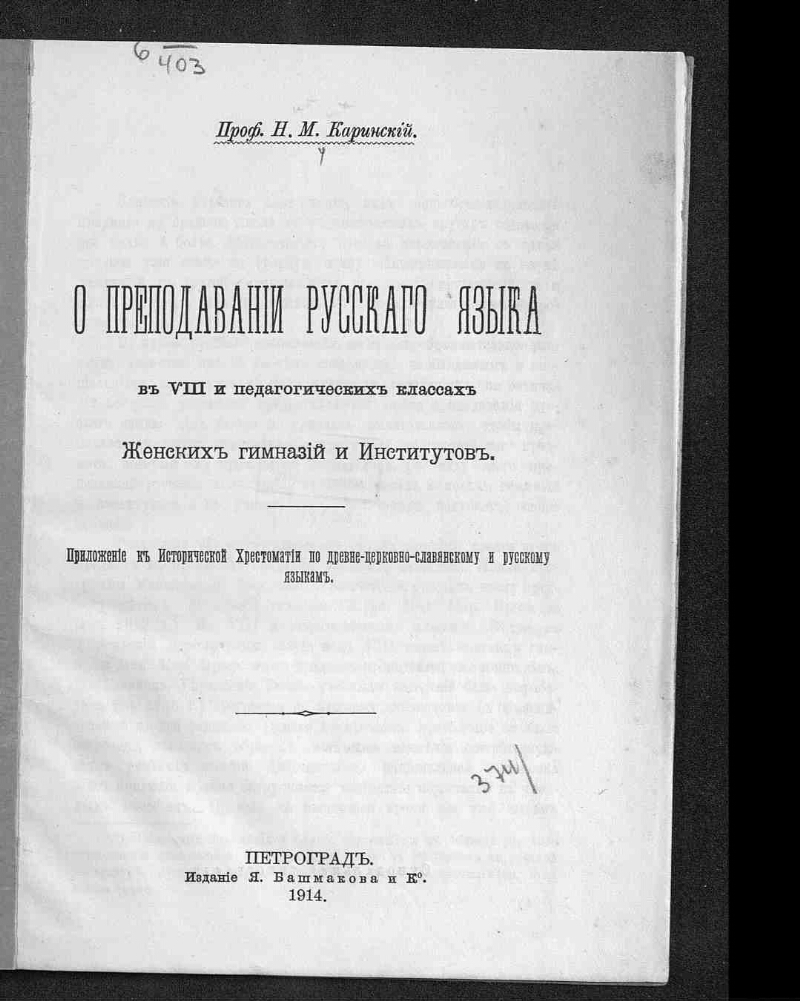 6
403
Проф. Н. М. Каринскій.
О ПРЕПОДАВАНІИ РУССКАГО ЯЗЫКА
въ VIII и педагогическихъ классахъ
Женскихъ гимназій и Институтовъ.
Приложеніе къ Исторической Хрестоматіи по древне-церковно-славянскому и русскому
языкамъ.
ПЕТРОГРАДЪ.
Изданіе Я. Башмакова и Ко.
1914.